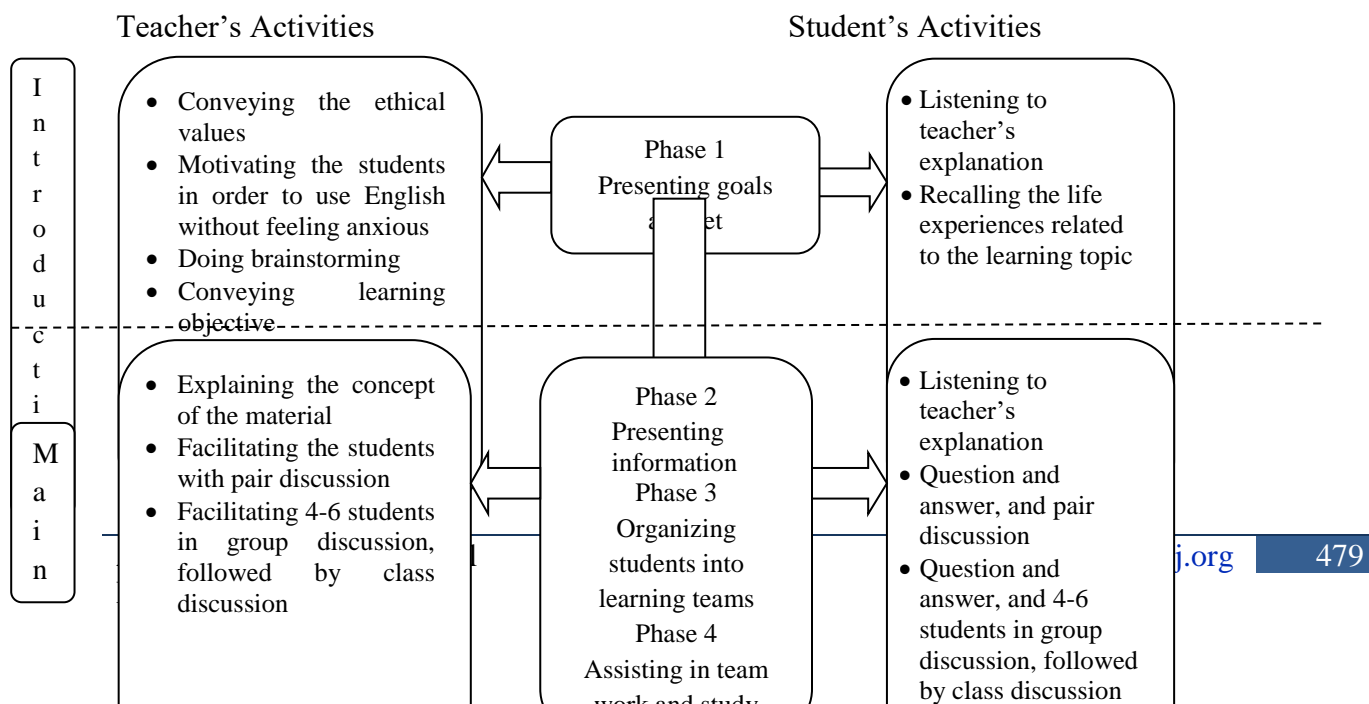 Teacher's Activities
Student's Activities
I
n
t
r
o
d
u
c
t
i
• Conveying the ethical
values
• Motivating the students
in order to use English
without feeling anxious
• Doing brainstorming
• Conveying learning
objective
Phase 1
Presenting goals
• Listening to
teacher's
explanation
• Recalling the life
experiences related
to the learning topic
M
a
i
n
• Explaining the concept
of the material
• Facilitating the students
with pair discussion
• Facilitating 4-6 students
in group discussion,
followed by class
discussion
Phase 2
Presenting
information
Phase 3
Organizing
students into
learning teams
Phase 4
Assisting in team
work and study
• Listening to
teacher's
explanation
• Question and
answer, and pair
discussion
• Question and
answer, and 4-6
students in group
discussion, followed
by class discussion
j.org 479